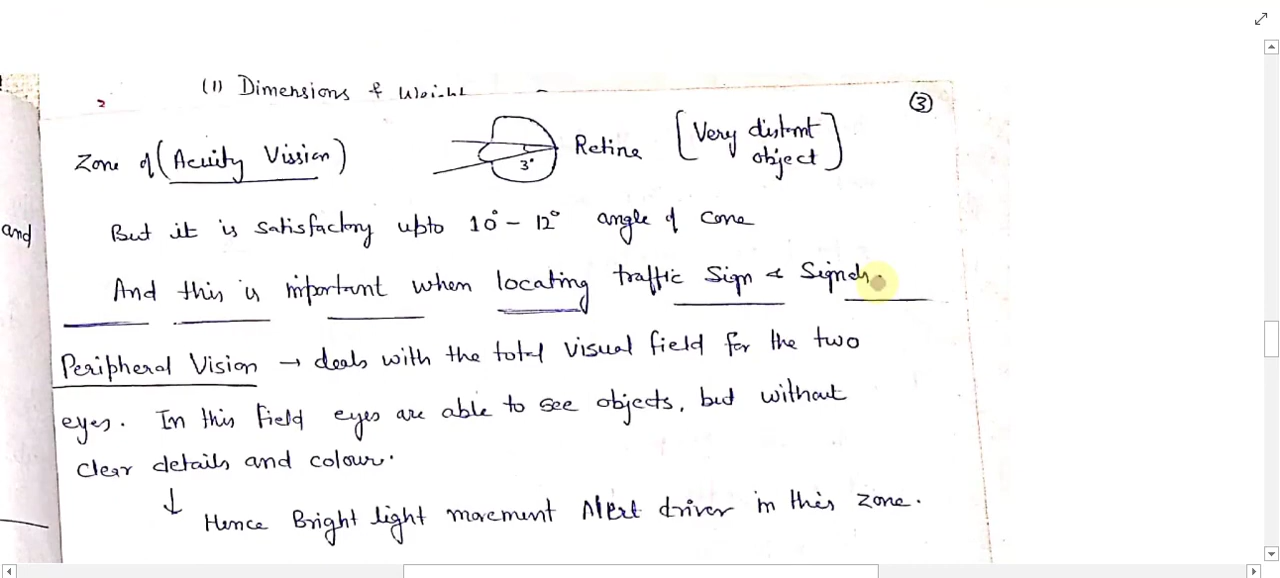 (1) Dimensions & Weight
③
Zone of (Acuity Vission) 3° Retine [Very distant object]
But it is satisfactory upto 10° - 12° angle of cone
and
And this is important when locating traffic Sign & Signals.
Peripheral Vision → deals with the total visual field for the two
eyes. In this field eyes are able to see objects, but without
clear details and colour.
↓
Hence Bright light movement Alert driver in this zone.